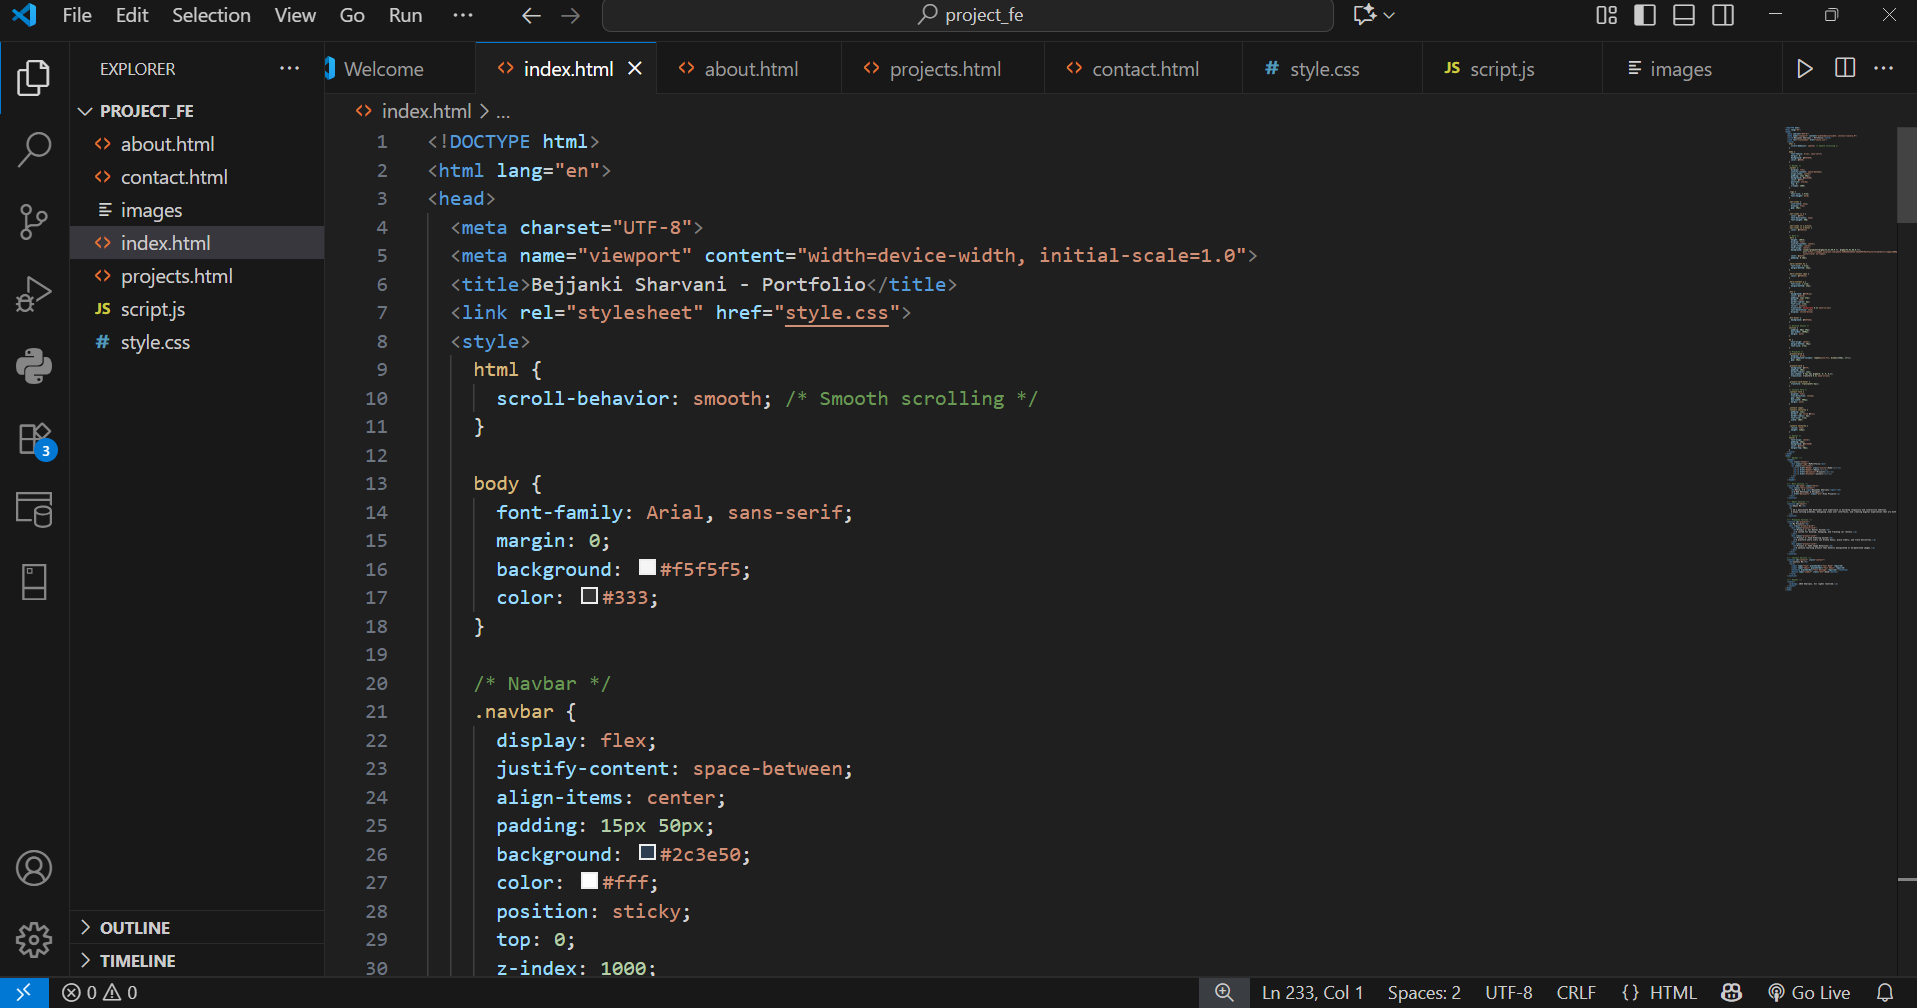 File Edit Selection View Go Run ··· project_fe
EXPLORER
PROJECT_FE
about.html
contact.html
images
index.html
projects.html
JS script.js
# style.css
3
OUTLINE
TIMELINE
Welcome index.html about.html projects.html contact.html # style.css JS script.js images
index.html > ...
1 <!DOCTYPE html>
2 <html lang="en">
3 <head>
4 <meta charset="UTF-8">
5 <meta name="viewport" content="width=device-width, initial-scale=1.0">
6 <title>Bejjanki Sharvani - Portfolio</title>
7 <link rel="stylesheet" href="style.css">
8 <style>
9 html {
10 scroll-behavior: smooth; /* Smooth scrolling */
11 }
12
13 body {
14 font-family: Arial, sans-serif;
15 margin: 0;
16 background: #f5f5f5;
17 color: #333;
18 }
19
20 /* Navbar */
21 .navbar {
22 display: flex;
23 justify-content: space-between;
24 align-items: center;
25 padding: 15px 50px;
26 background: #2c3e50;
27 color: #fff;
28 position: sticky;
29 top: 0;
30 z-index: 1000;
0 0 Ln 233, Col 1 Spaces: 2 UTF-8 CRLF {} HTML Go Live